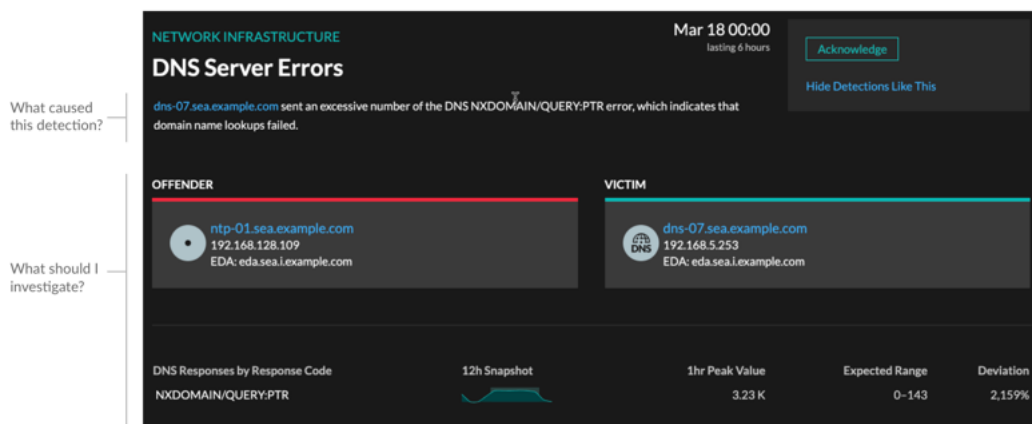 NETWORK INFRASTRUCTURE
DNS Server Errors
Mar 18 00:00
lasting 6 hours
Acknowledge
Hide Detections Like This
What caused
this detection?
dns-07.sea.example.com sent an excessive number of the DNS NXDOMAIN/QUERY:PTR error, which indicates that
domain name lookups failed.
What should I
investigate?
OFFENDER
ntp-01.sea.example.com
192.168.128.109
EDA: eda.sea.i.example.com
VICTIM
DNS
dns-07.sea.example.com
192.168.5.253
EDA: eda.sea.i.example.com
DNS Responses by Response Code 12h Snapshot 1hr Peak Value Expected Range Deviation
NXDOMAIN/QUERY:PTR 3.23 K 0–143 2,159%